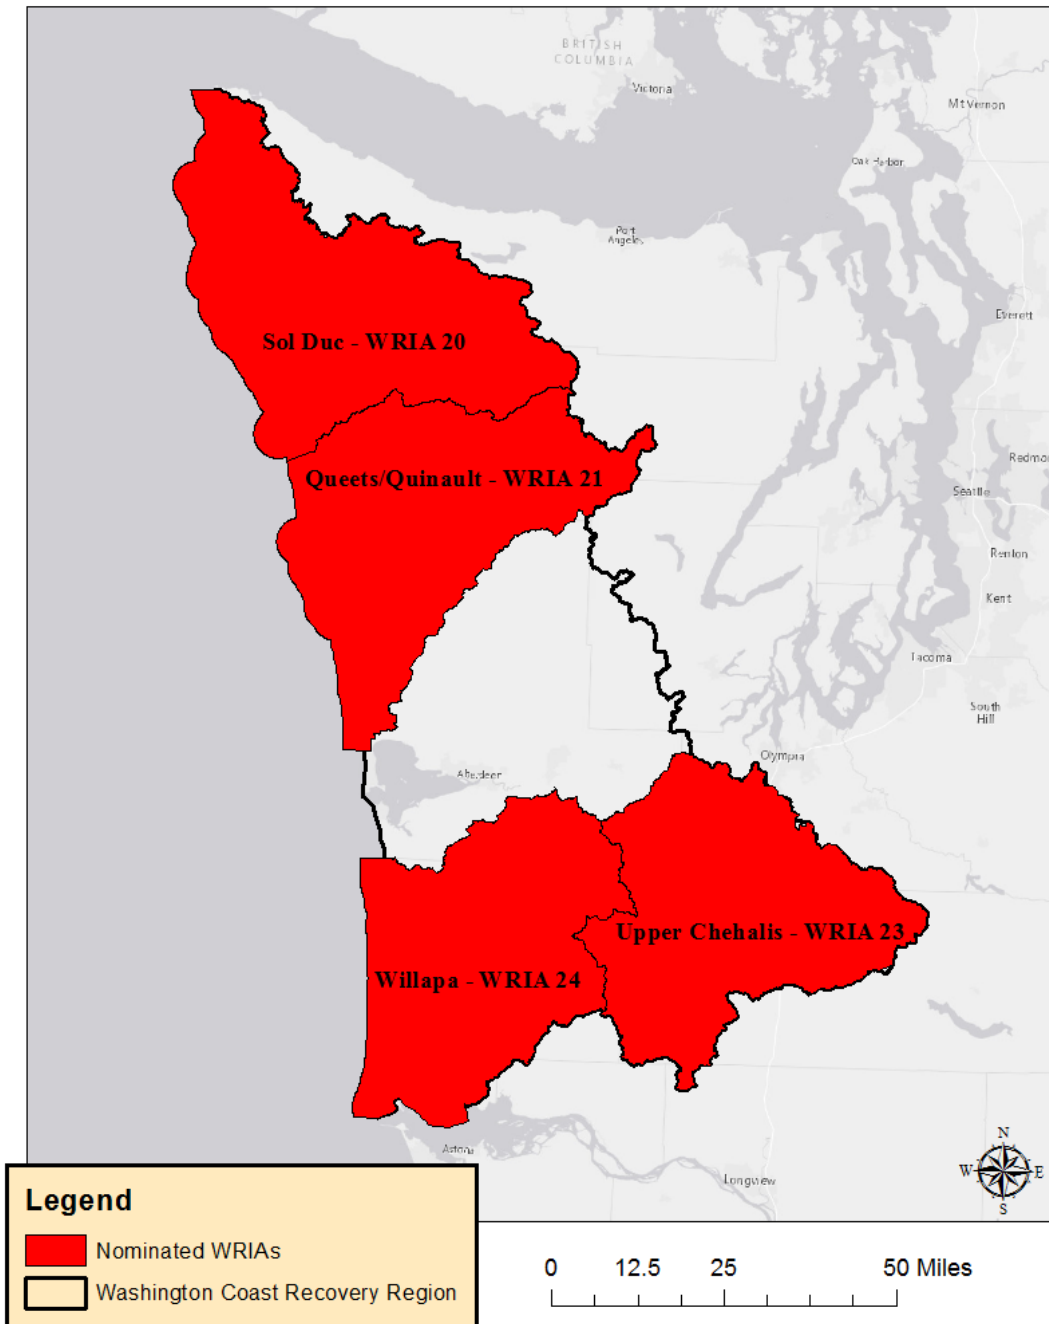 BRITISH
COLUMBIA
Victoria
Mt Vernon
Oak Harbor
Port
Angeles
Everett
Sol Duc - WRIA 20
Redmo
Queets/Quinault - WRIA 21
Seattle
Renton
Kent
Tacoma
South
Hill
Olympia
Aberdeen
Upper Chehalis - WRIA 23
Willapa - WRIA 24
Astoria
Longview
N
W
E
S
Legend
Nominated WRIAs
Washington Coast Recovery Region
0 12.5 25 50 Miles